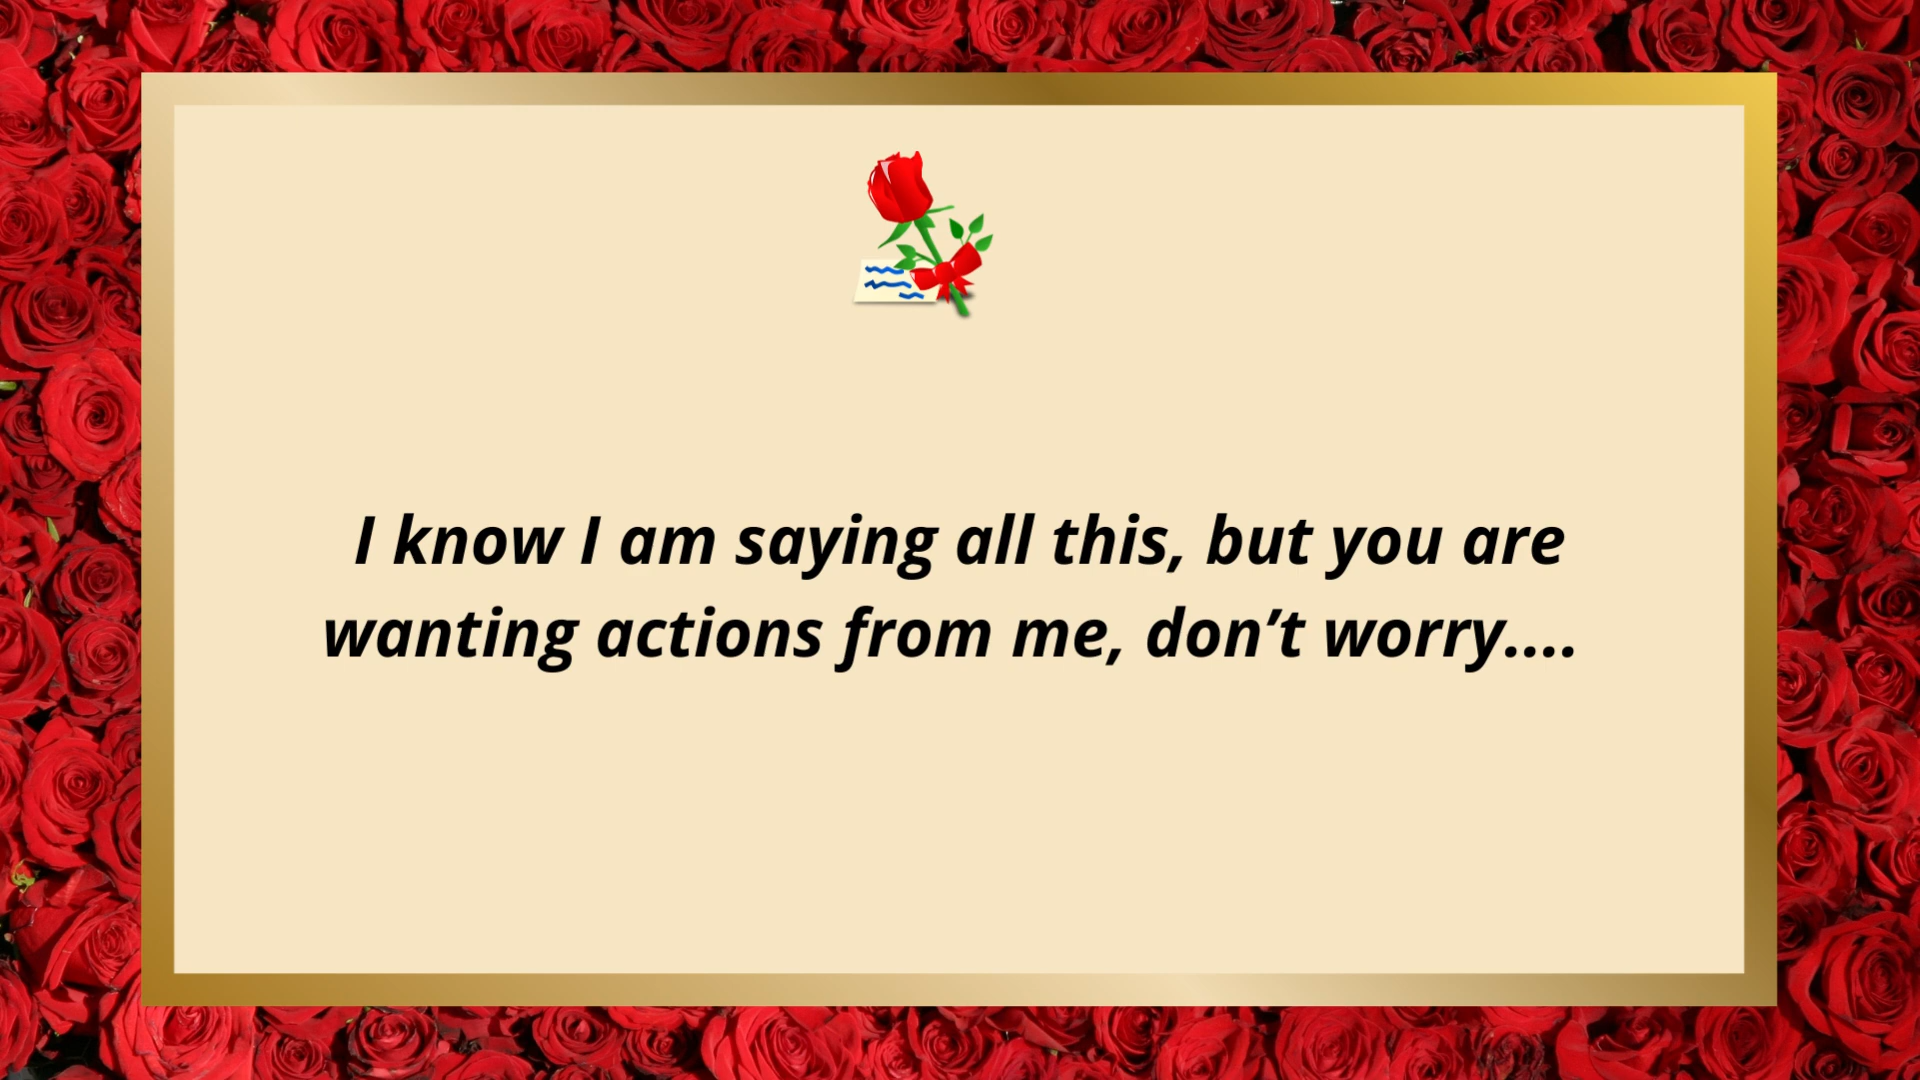 I know I am saying all this, but you are
wanting actions from me, don’t worry....